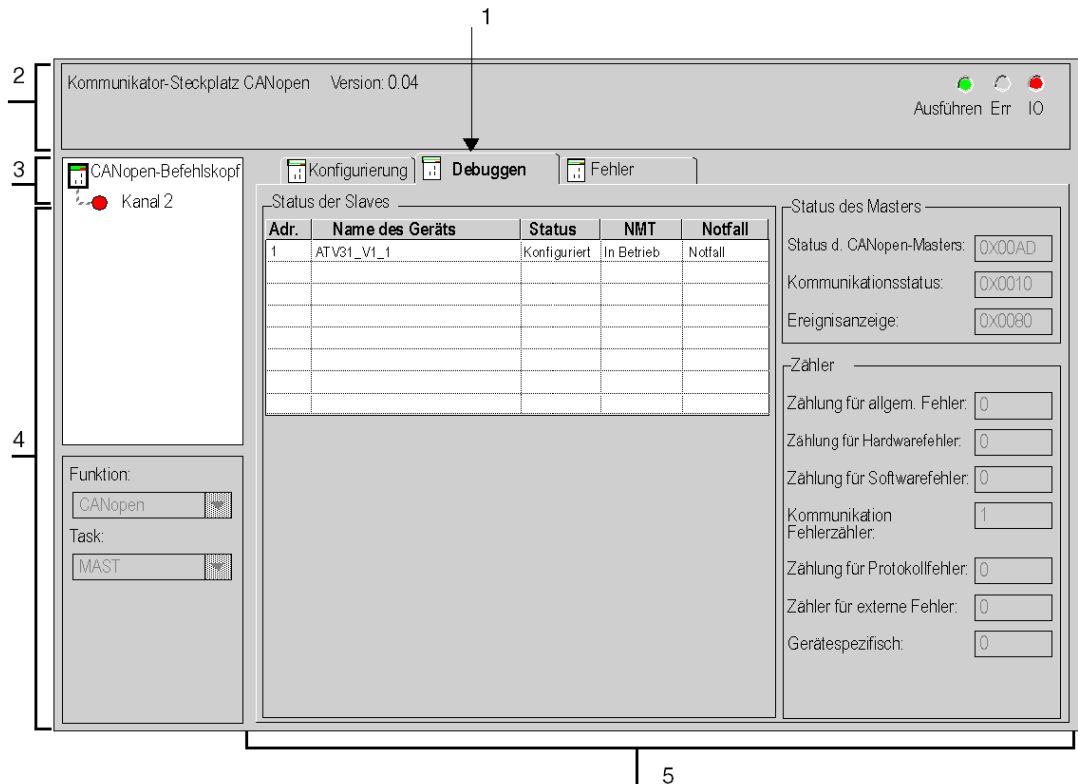 1
2
Kommunikator-Steckplatz CANopen Version: 0.04
Ausführen Err IO
3
CANopen-Befehlskopf
Kanal 2
Konfigurierung Debuggen Fehler
Status der Slaves
Adr. Name des Geräts Status NMT Notfall
1 ATV31_V1_1 Konfiguriert In Betrieb Notfall
Status des Masters
Status d. CANopen-Masters: 0X00AD
Kommunikationsstatus: 0X0010
Ereignisanzeige: 0X0080
Zähler
Zählung für allgem. Fehler: 0
Zählung für Hardwarefehler: 0
Zählung für Softwarefehler: 0
Kommunikation 1
Fehlerzähler:
Zählung für Protokollfehler: 0
Zähler für externe Fehler: 0
Gerätespezifisch: 0
4
Funktion:
CANopen
Task:
MAST
5